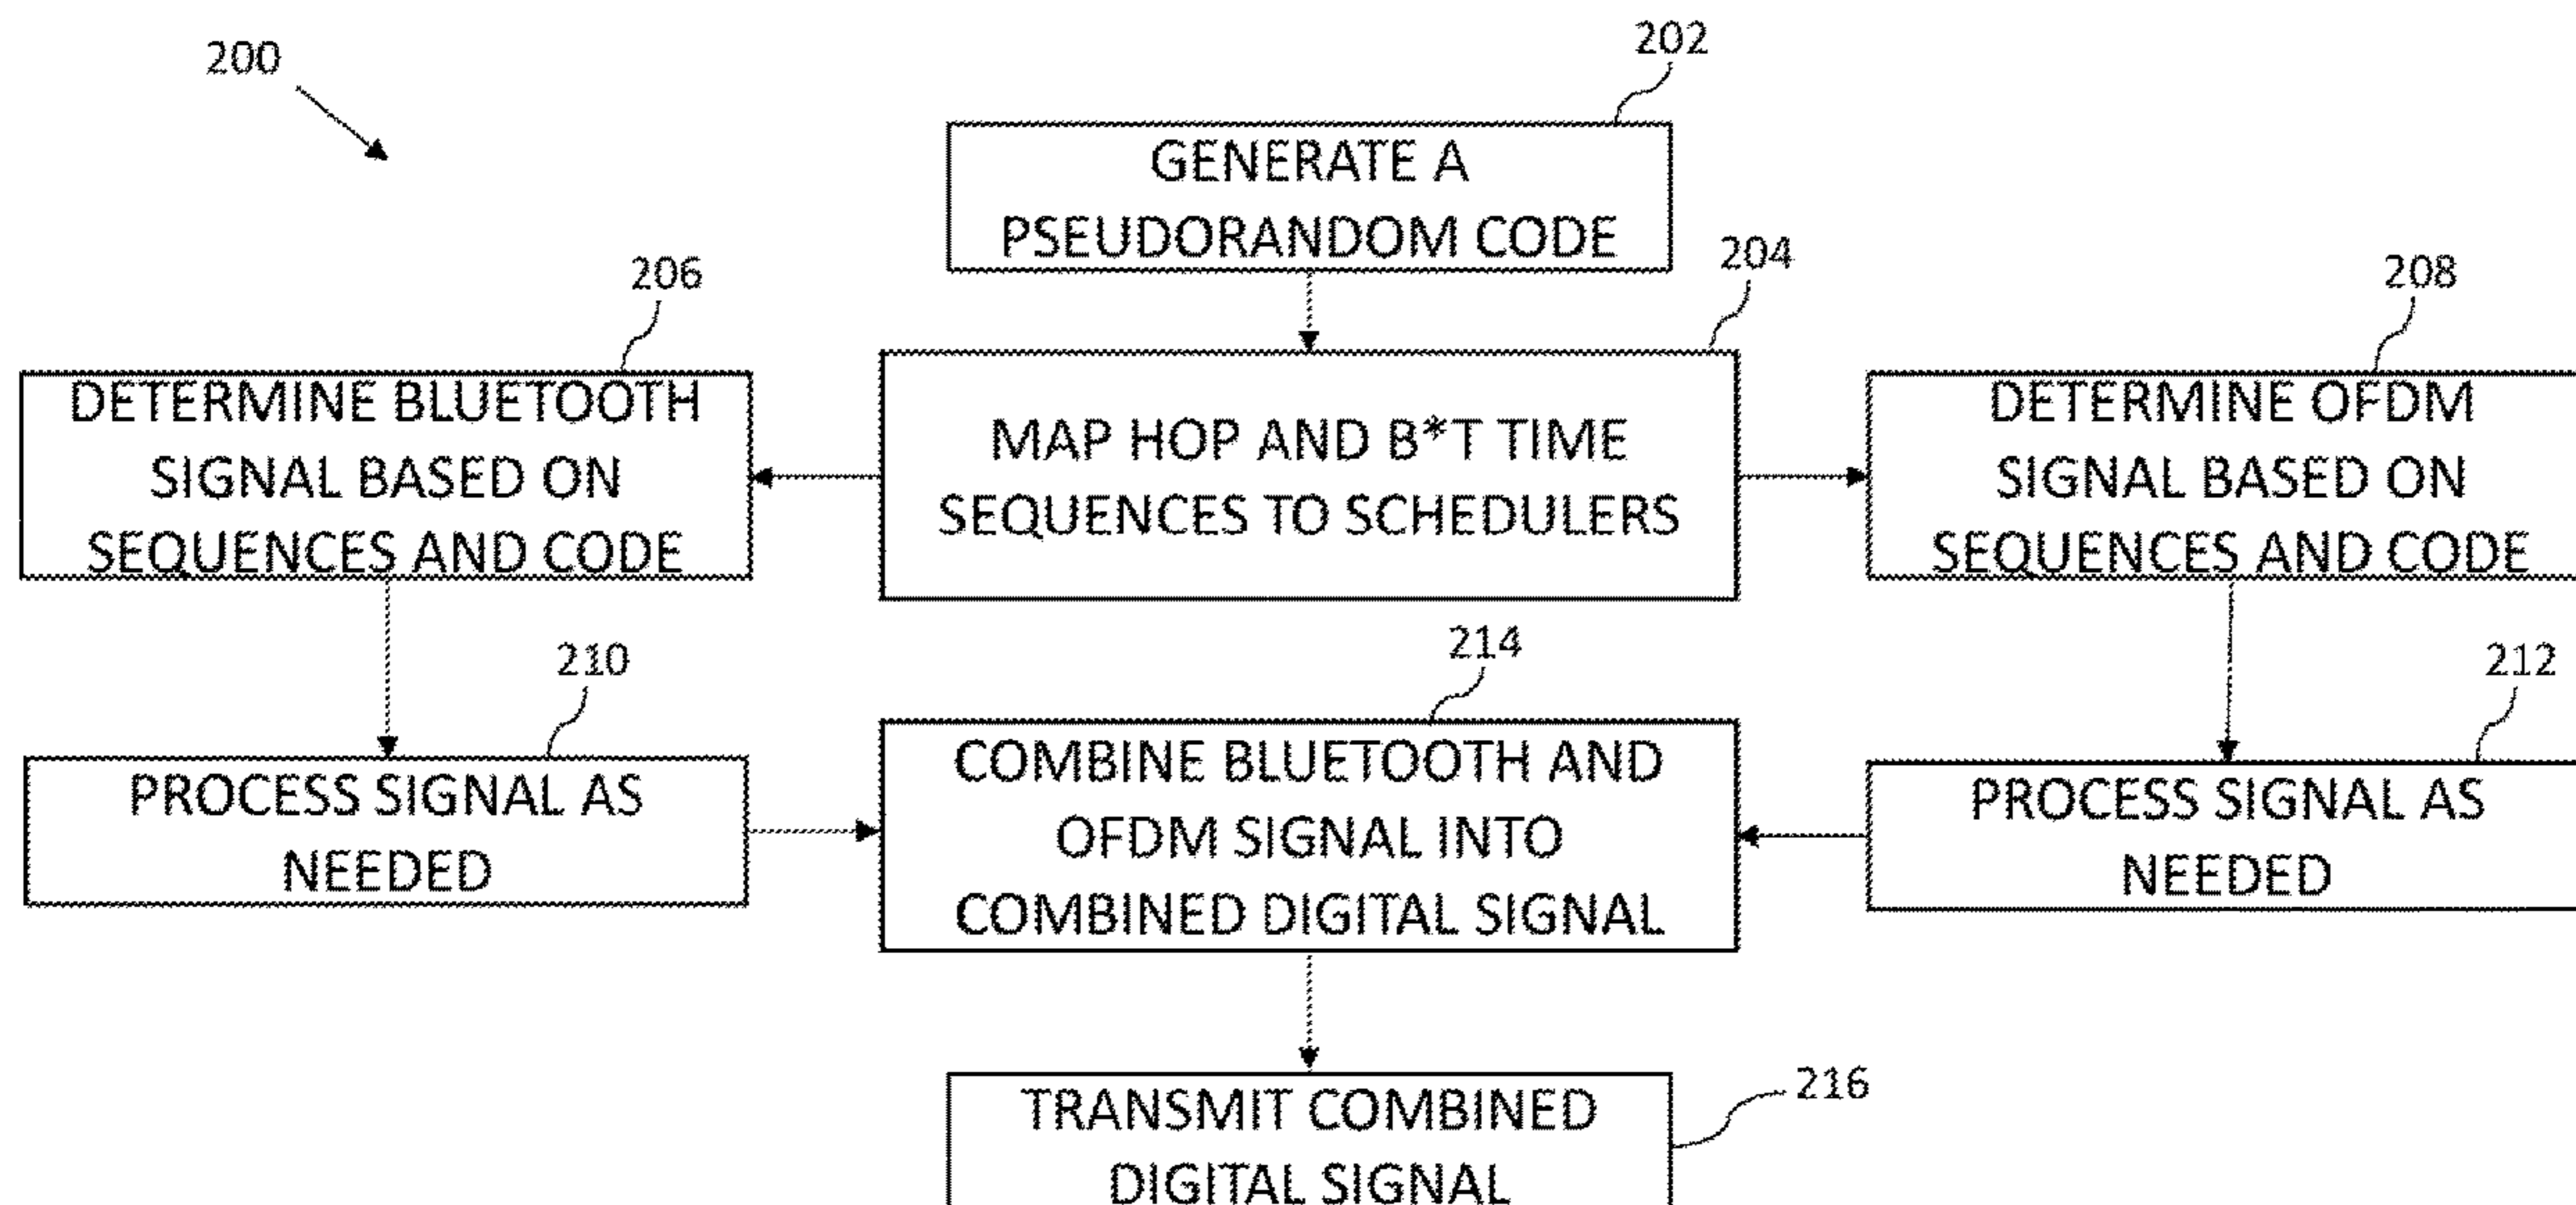 200
202
GENERATE A
PSEUDORANDOM CODE
204
206
208
DETERMINE BLUETOOTH
SIGNAL BASED ON
SEQUENCES AND CODE
MAP HOP AND B*T TIME
SEQUENCES TO SCHEDULERS
DETERMINE OFDM
SIGNAL BASED ON
SEQUENCES AND CODE
210
214
212
PROCESS SIGNAL AS
NEEDED
COMBINE BLUETOOTH AND
OFDM SIGNAL INTO
COMBINED DIGITAL SIGNAL
PROCESS SIGNAL AS
NEEDED
216
TRANSMIT COMBINED
DIGITAL SIGNAL